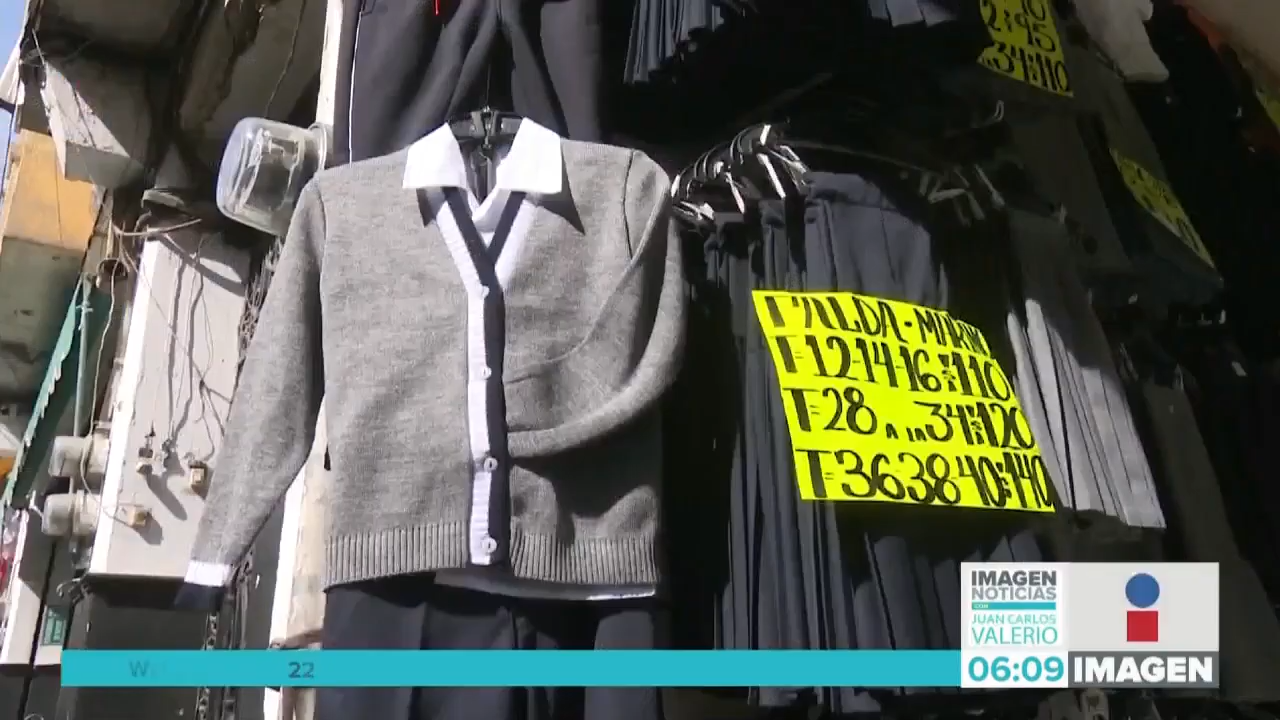 FALDA-MARINO
T=12-14-16=$110
T=28 A LA 34=$120
T=36 38 40=$140
IMAGEN
NOTICIAS
CON
JUAN CARLOS
VALERIO
06:09 IMAGEN
22